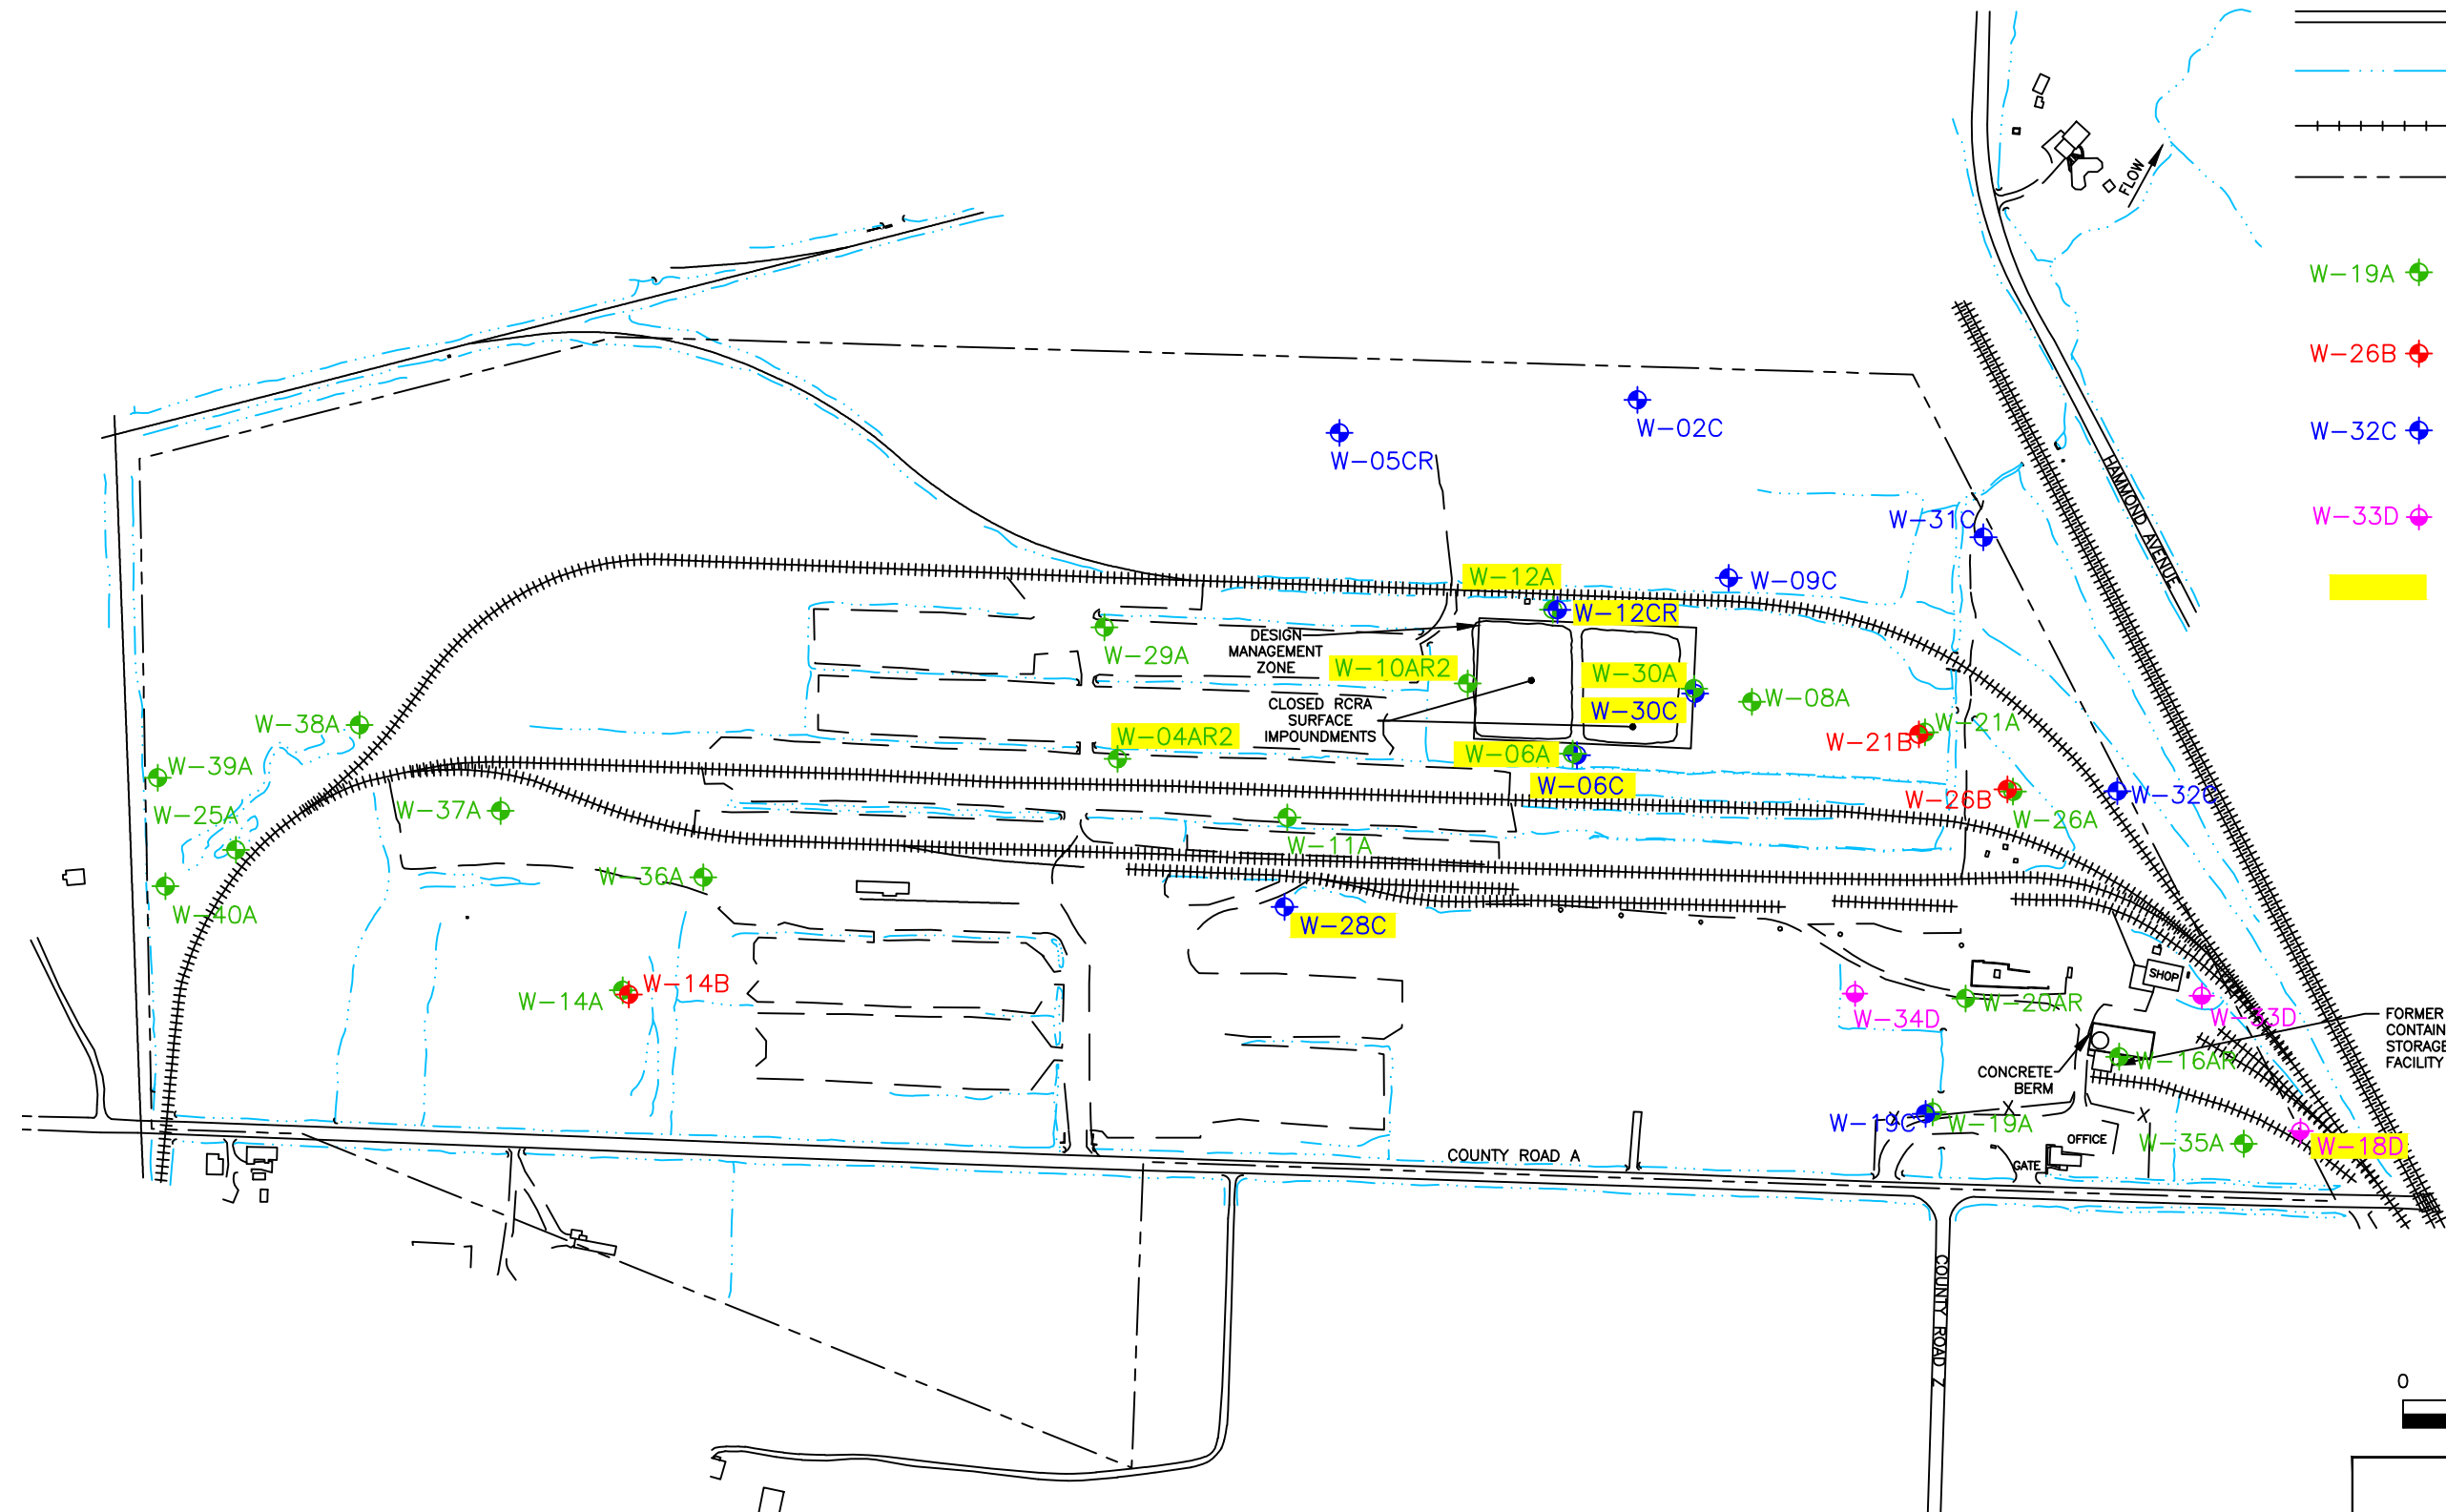 FLOW
W-19A
W-26B
W-02C
W-32C
W-05CR
HAMMOND AVENUE
W-31C
W-33D
W-12A
W-09C
W-12CR
DESIGN
MANAGEMENT
ZONE
W-29A
W-10AR2
W-30A
CLOSED RCRA
SURFACE
IMPOUNDMENTS
W-30C
W-08A
W-38A
W-21A
W-04AR2
W-21B
W-06A
W-39A
W-06C
W-32C
W-26B
W-25A
W-37A
W-26A
W-11A
W-36A
W-40A
W-28C
SHOP
W-14B
W-14A
W-20AR
W-34D
W-33D
FORMER
CONTAIN
STORAGE
FACILITY
W-16AR
CONCRETE
BERM
X
X
X
W-19C
W-19A
OFFICE
W-35A
W-18D
COUNTY ROAD A
GATE
COUNTY ROAD Z
0